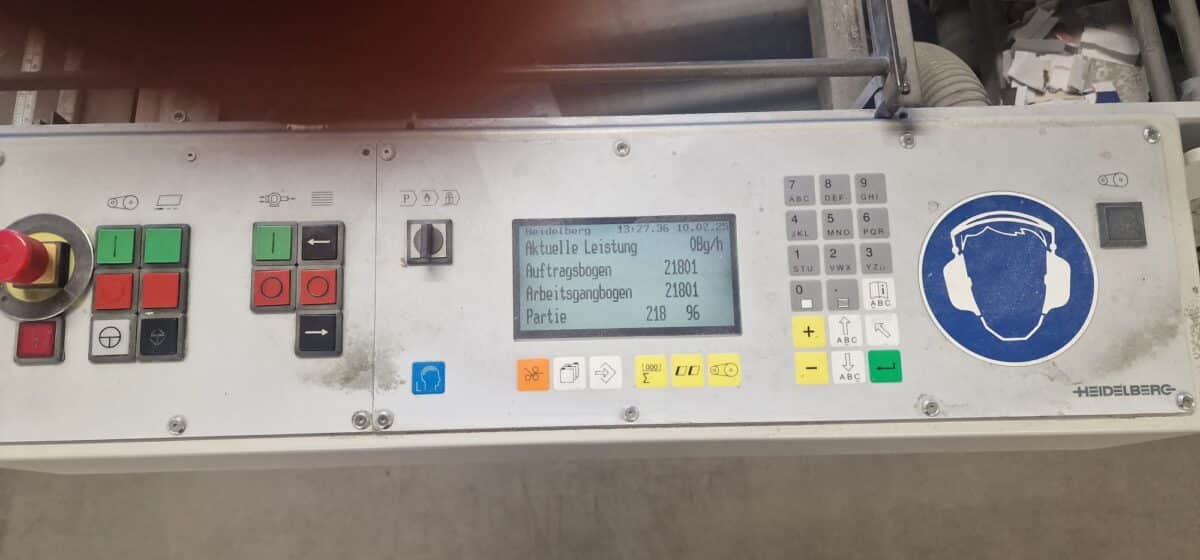 Heidelberg 13:27.36 10.02.25
Aktuelle Leistung 0Bg/h
Auftragsbogen 21801
Arbeitsgangbogen 21801
Partie 218 96
7 ABC 8 DEF 9 GHI
4 JKL 5 MNO 6 PQR
1 STU 2 VWX 3 YZ
0 . i ABC
+ ABC
- ABC
P
L
000 Σ
HEIDELBERG